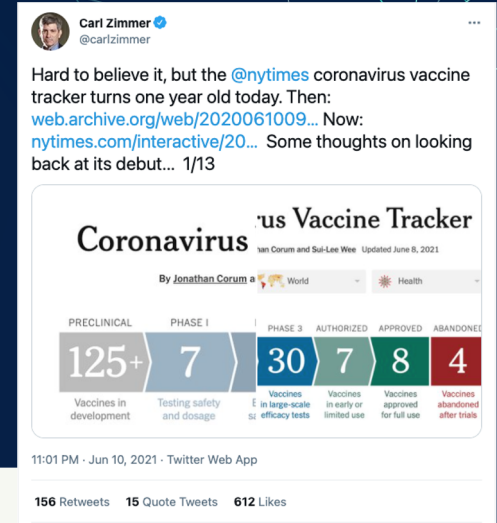 Carl Zimmer
@carlzimmer
Hard to believe it, but the @nytimes coronavirus vaccine
tracker turns one year old today. Then:
web.archive.org/web/2020061009... Now:
nytimes.com/interactive/20... Some thoughts on looking
back at its debut... 1/13
Coronavirus
By Jonathan Corum a
PRECLINICAL PHASE I
125+ 7
Vaccines in Testing safety
development and dosage
us Vaccine Tracker
han Corum and Sui-Lee Wee Updated June 8, 2021
World Health
PHASE 3 AUTHORIZED APPROVED ABANDONED
30 7 8 4
Vaccines Vaccines Vaccines Vaccines
in large-scale in early or approved abandoned
efficacy tests limited use for full use after trials
11:01 PM · Jun 10, 2021 · Twitter Web App
156 Retweets 15 Quote Tweets 612 Likes